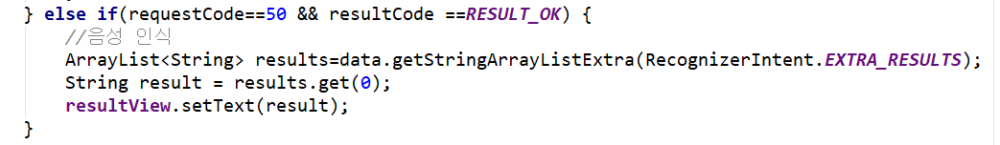 } else if(requestCode==50 && resultCode ==RESULT_OK) {
//음성 인식
ArrayList<String> results=data.getStringArrayListExtra(RecognizerIntent.EXTRA_RESULTS);
String result = results.get(0);
resultView.setText(result);
}